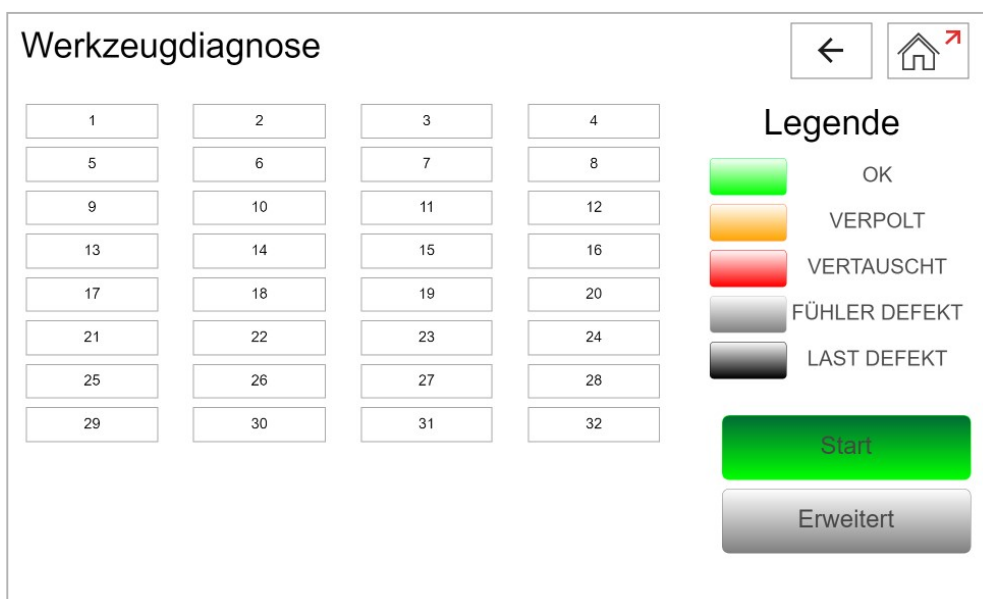 Werkzeugdiagnose
1 2 3 4
5 6 7 8
9 10 11 12
13 14 15 16
17 18 19 20
21 22 23 24
25 26 27 28
29 30 31 32
Legende
OK
VERPOLT
VERTAUSCHT
FÜHLER DEFEKT
LAST DEFEKT
Start
Erweitert